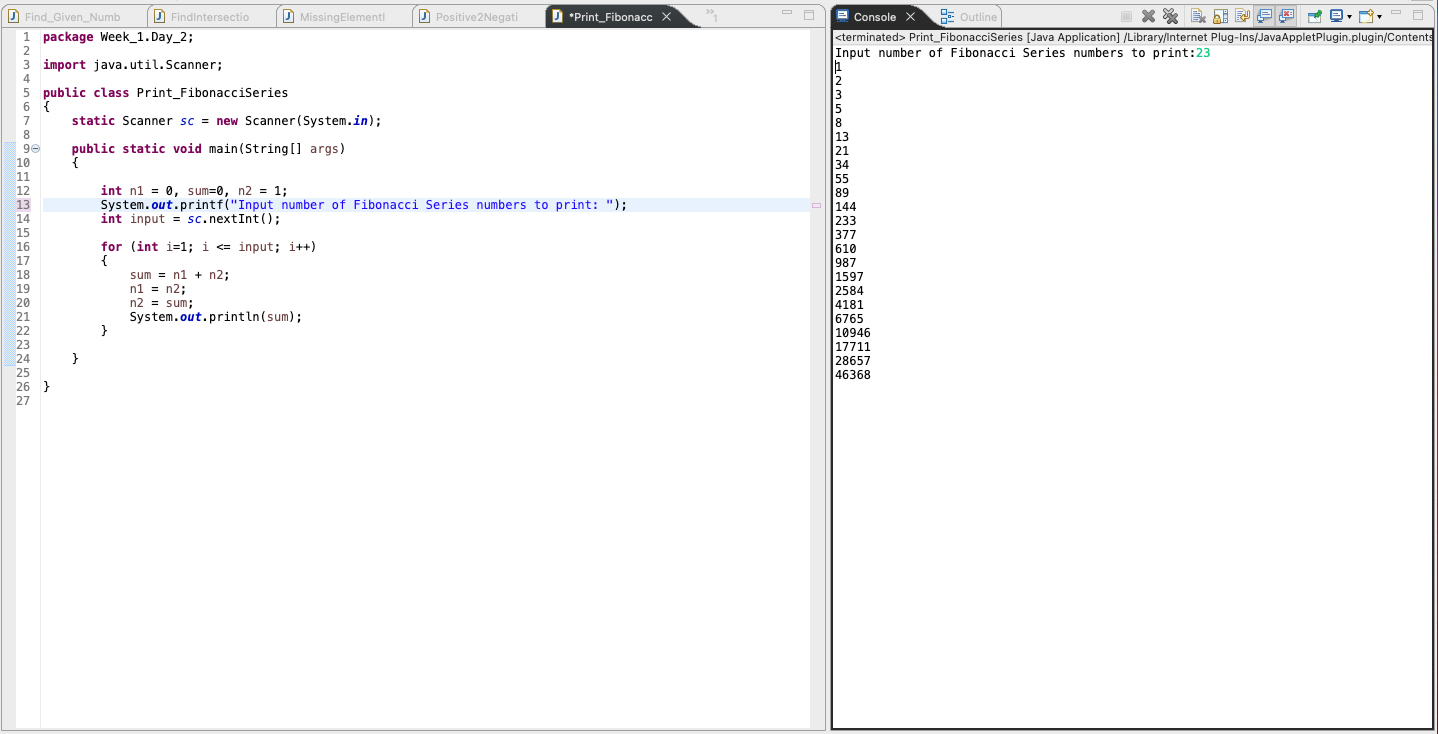 Find_Given_Numb
FindIntersectio
MissingElementI
Positive2Negati
*Print_Fibonacc
»1
Console
Outline
<terminated> Print_FibonacciSeries [Java Application] /Library/Internet Plug-Ins/JavaAppletPlugin.plugin/Contents
1 package Week_1.Day_2;
2
3 import java.util.Scanner;
4
5 public class Print_FibonacciSeries
6 {
7     static Scanner sc = new Scanner(System.in);
8
9     public static void main(String[] args)
10     {
11
12         int n1 = 0, sum=0, n2 = 1;
13         System.out.printf("Input number of Fibonacci Series numbers to print: ");
14         int input = sc.nextInt();
15
16         for (int i=1; i <= input; i++)
17         {
18             sum = n1 + n2;
19             n1 = n2;
20             n2 = sum;
21             System.out.println(sum);
22         }
23
24     }
25
26 }
27
Input number of Fibonacci Series numbers to print:23
1
2
3
5
8
13
21
34
55
89
144
233
377
610
987
1597
2584
4181
6765
10946
17711
28657
46368